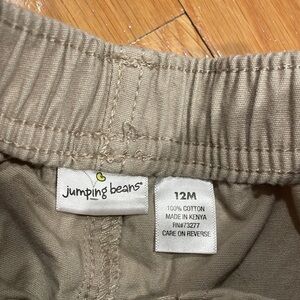 jumping beans®
12M
100% COTTON
MADE IN KENYA
RN#73277
CARE ON REVERSE